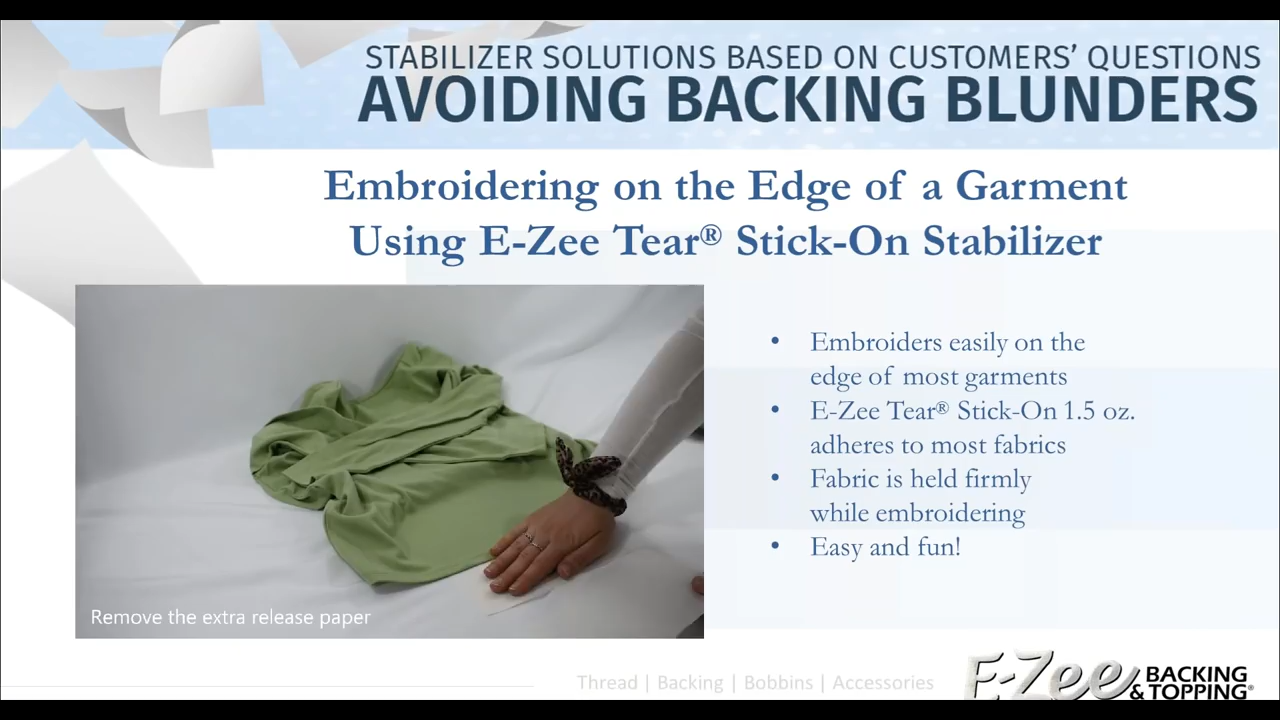 STABILIZER SOLUTIONS BASED ON CUSTOMERS' QUESTIONS
AVOIDING BACKING BLUNDERS
Embroidering on the Edge of a Garment
Using E-Zee Tear® Stick-On Stabilizer
• Embroiders easily on the
edge of most garments
• E-Zee Tear® Stick-On 1.5 oz.
adheres to most fabrics
• Fabric is held firmly
while embroidering
• Easy and fun!
Remove the extra release paper
Thread | Backing | Bobbins | Accessories
E-Zee BACKING
& TOPPING®